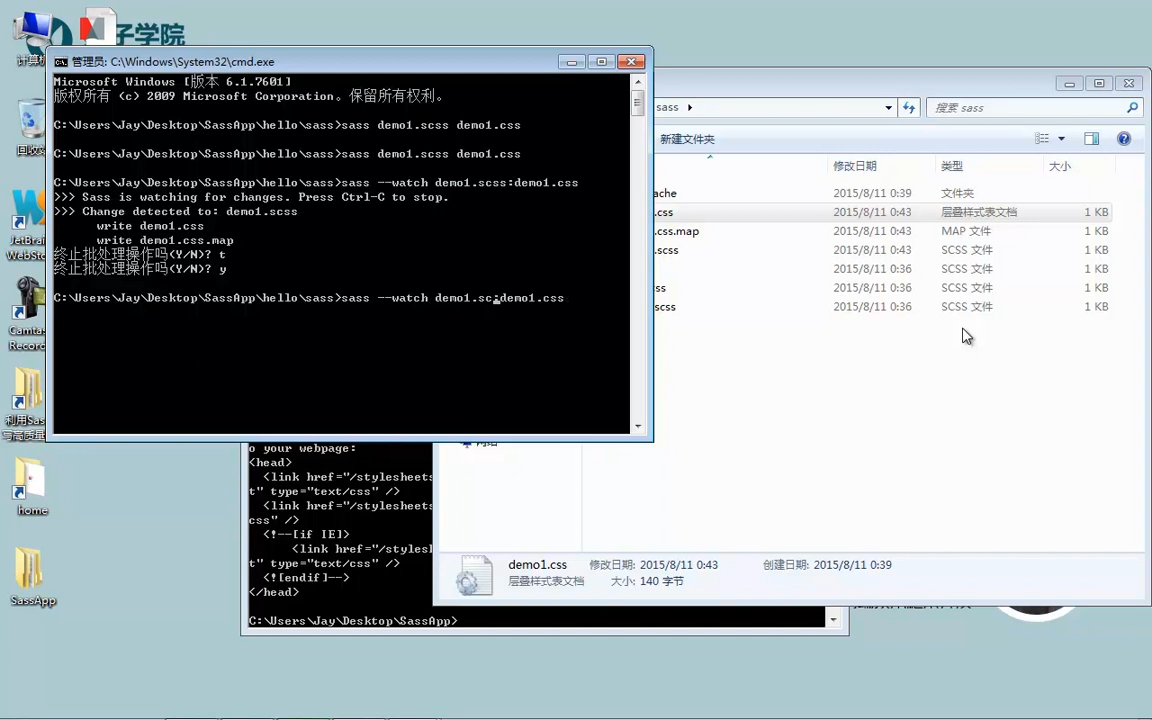 子学院
管理员: C:\Windows\System32\cmd.exe
Microsoft Windows [版本 6.1.7601]
版权所有 (c) 2009 Microsoft Corporation。保留所有权利。
C:\Users\Jay\Desktop\SassApp\hello\sass>sass demo1.scss demo1.css
C:\Users\Jay\Desktop\SassApp\hello\sass>sass demo1.scss demo1.css
C:\Users\Jay\Desktop\SassApp\hello\sass>sass --watch demo1.scss:demo1.css
>>> Sass is watching for changes. Press Ctrl-C to stop.
>>> Change detected to: demo1.scss
write demo1.css
write demo1.css.map
终止批处理操作吗(Y/N)? t
终止批处理操作吗(Y/N)? y
C:\Users\Jay\Desktop\SassApp\hello\sass>sass --watch demo1.sc:demo1.css
sass
搜索 sass
新建文件夹
修改日期 类型 大小
ache 2015/8/11 0:39 文件夹
.css 2015/8/11 0:43 层叠样式表文档 1 KB
.css.map 2015/8/11 0:43 MAP 文件 1 KB
.scss 2015/8/11 0:43 SCSS 文件 1 KB
2015/8/11 0:36 SCSS 文件 1 KB
ss 2015/8/11 0:36 SCSS 文件 1 KB
scss 2015/8/11 0:36 SCSS 文件 1 KB
demo1.css 修改日期: 2015/8/11 0:43 创建日期: 2015/8/11 0:39
层叠样式表文档 大小: 140 字节
o your webpage:
<head>
<link href="/stylesheets
t" type="text/css" />
<link href="/stylesheets
css" />
<!--[if IE]>
<link href="/stylesl
t" type="text/css" />
<![endif]-->
</head>
C:\Users\Jay\Desktop\SassApp>
计算机
回收站
JetBra
WebSto
Camtas
Record
利用Sas
写高质量
home
SassApp